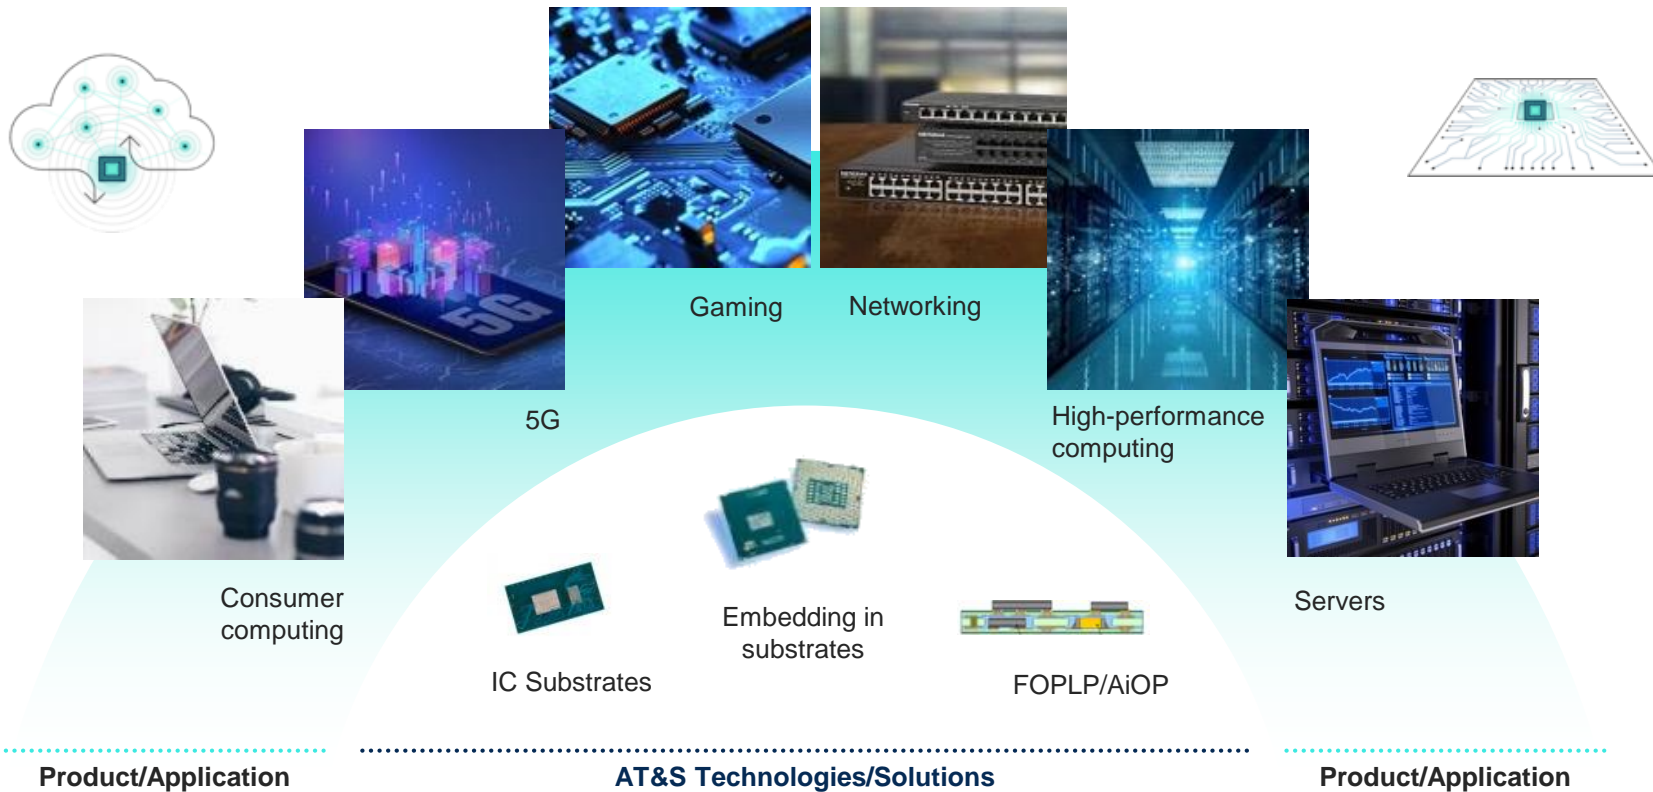 Gaming
Networking
5G
5G
High-performance
computing
Consumer
computing
Embedding in
substrates
Servers
IC Substrates
FOPLP/AiOP
Product/Application
AT&S Technologies/Solutions
Product/Application